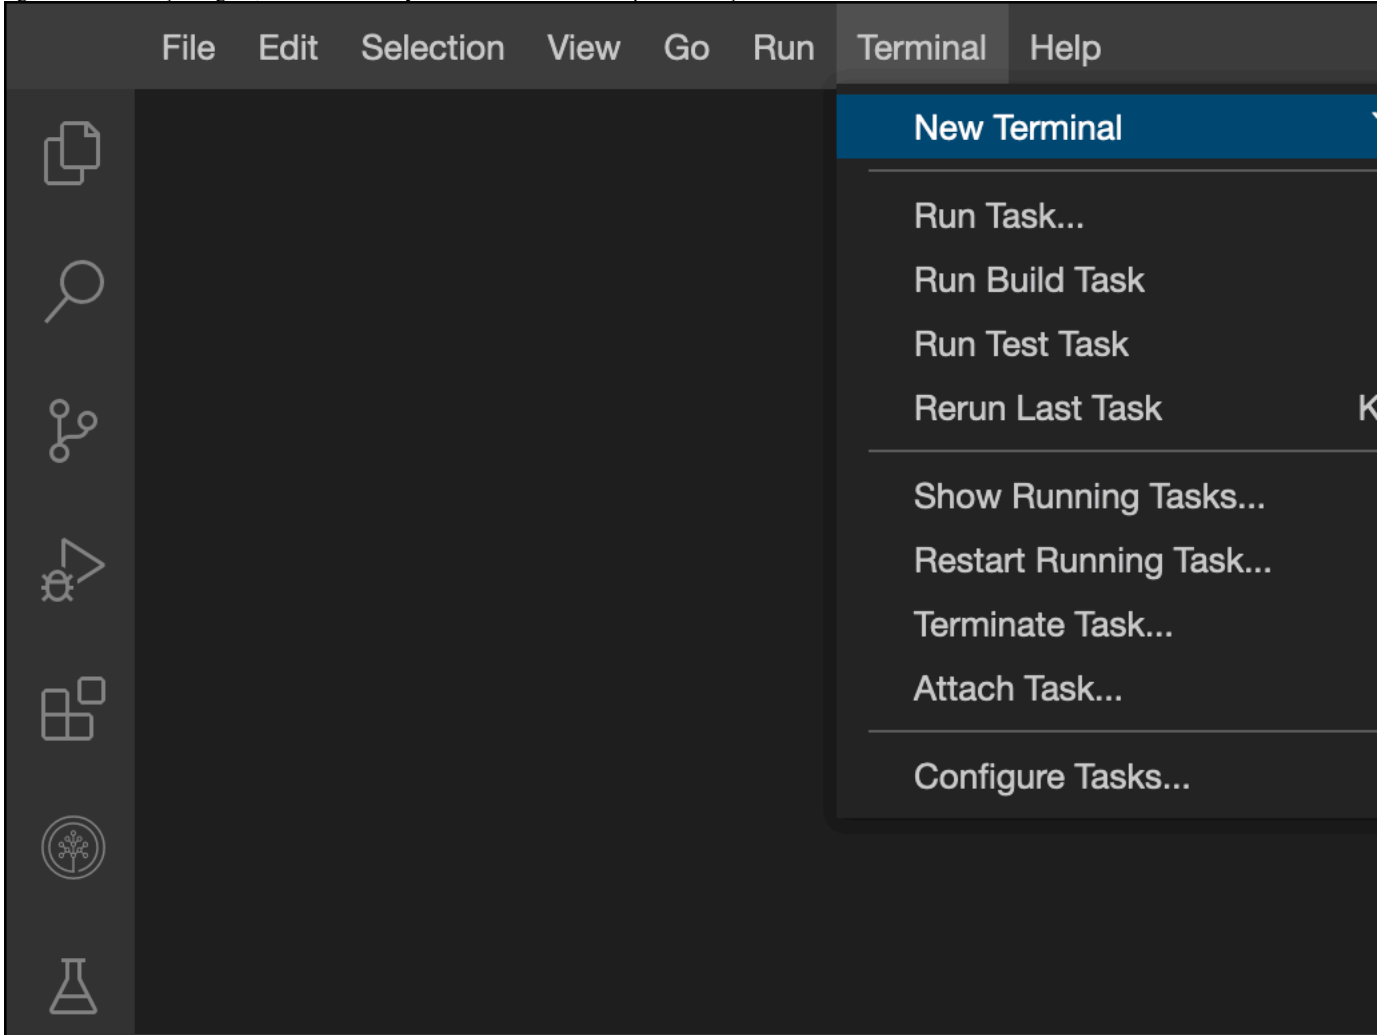 File Edit Selection View Go Run Terminal Help
New Terminal
Run Task...
Run Build Task
Run Test Task
Rerun Last Task K
Show Running Tasks...
Restart Running Task...
Terminate Task...
Attach Task...
Configure Tasks...